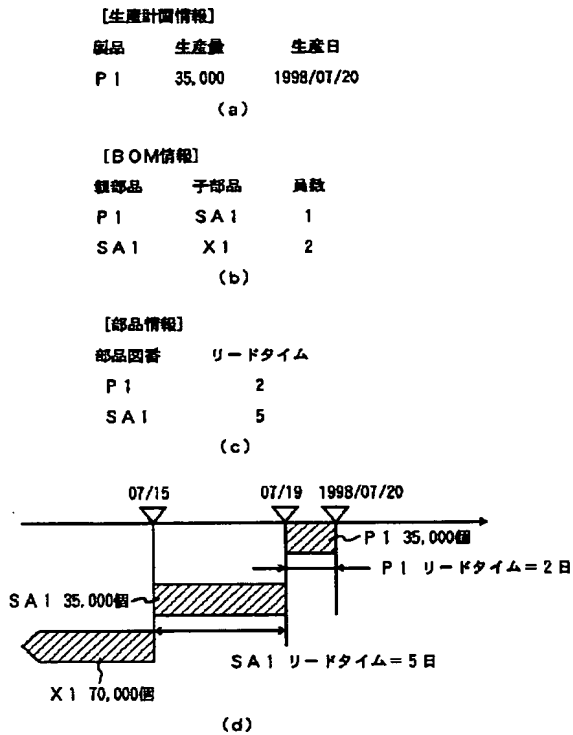 [生産計画情報]
製品 生産量 生産日
P1 35,000 1998/07/20
(a)
[BOM情報]
親部品 子部品 員数
P1 SA1 1
SA1 X1 2
(b)
[部品情報]
部品図番 リードタイム
P1 2
SA1 5
(c)
07/15 07/19 1998/07/20
P1 35,000個
P1 リードタイム=2日
SA1 35,000個
SA1 リードタイム=5日
X1 70,000個
(d)